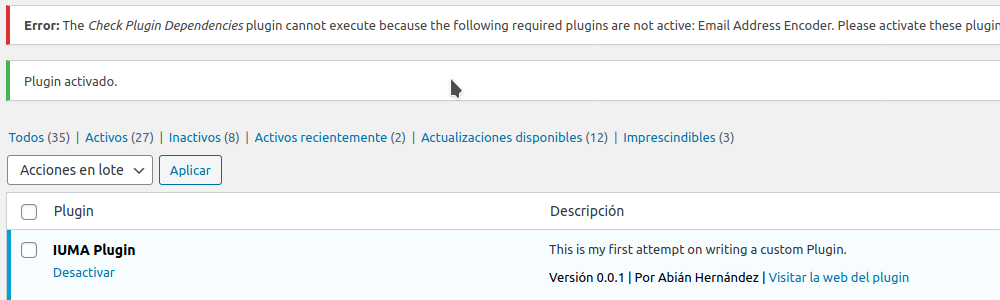 Error: The Check Plugin Dependencies plugin cannot execute because the following required plugins are not active: Email Address Encoder. Please activate these plugin
Plugin activado.
Todos (35) | Activos (27) | Inactivos (8) | Activos recientemente (2) | Actualizaciones disponibles (12) | Imprescindibles (3)
Acciones en lote Aplicar
Plugin Descripción
IUMA Plugin This is my first attempt on writing a custom Plugin.
Desactivar Versión 0.0.1 | Por Abián Hernández | Visitar la web del plugin